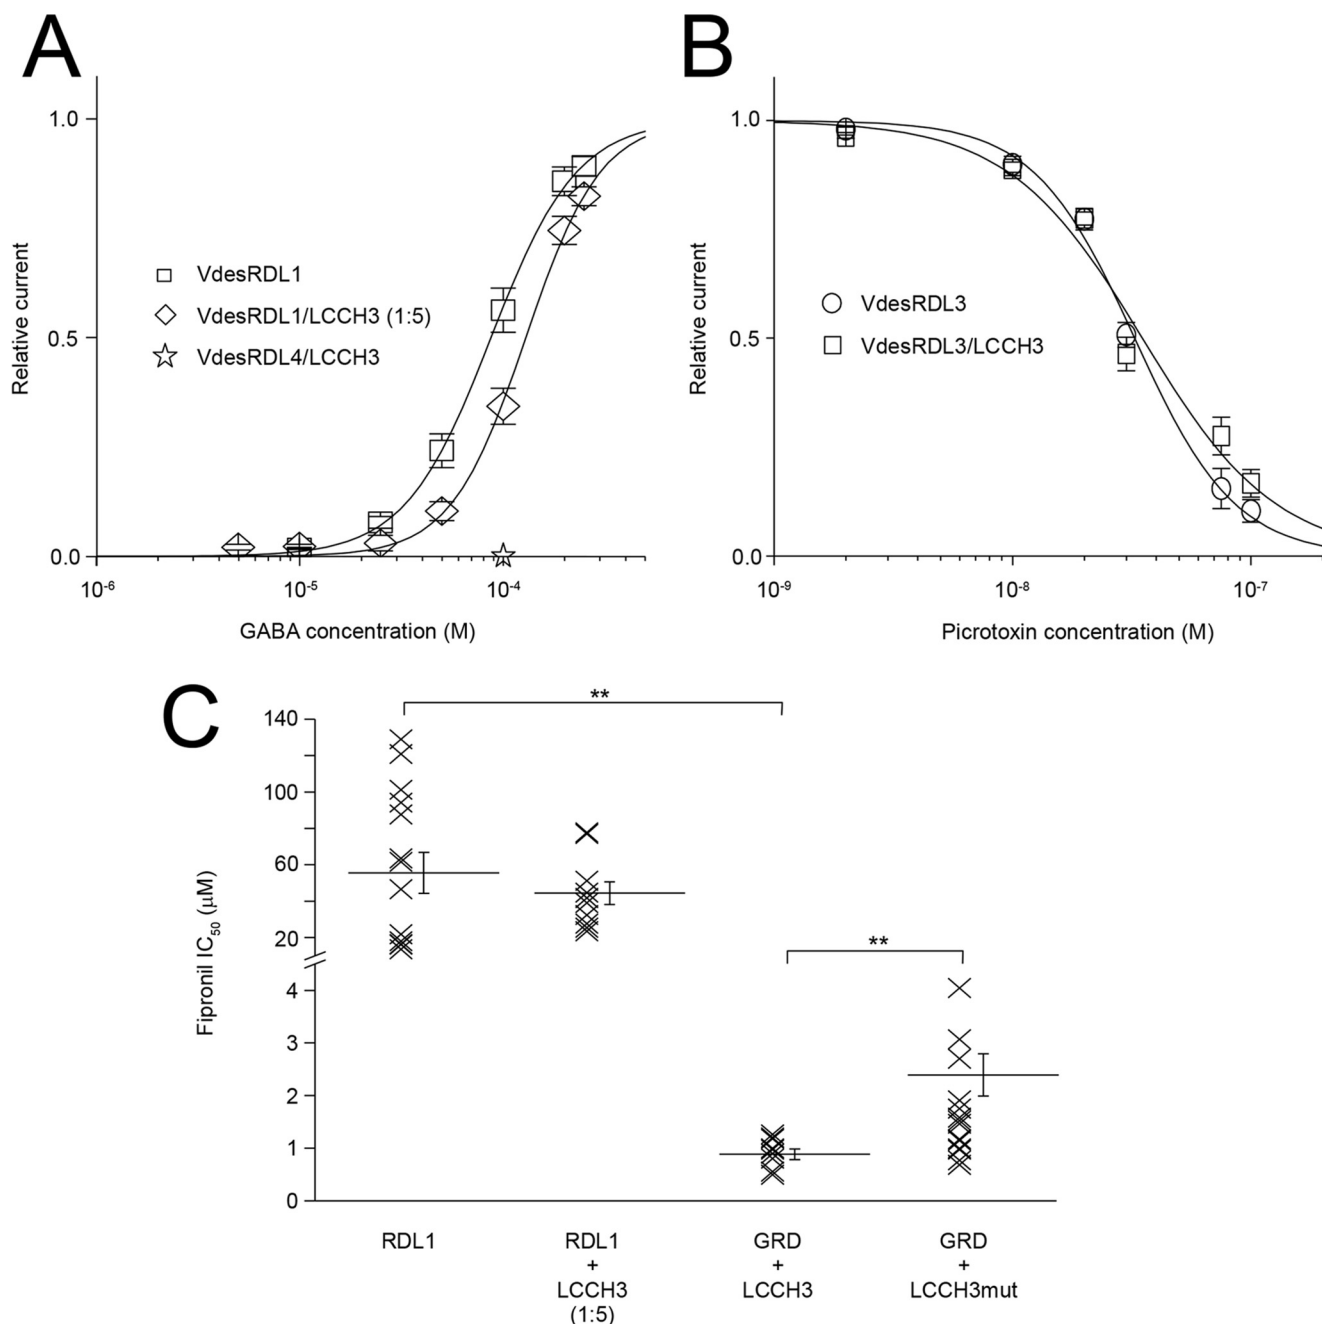 A
1.0
0.5
0.0
Relative current
VdesRDL1
VdesRDL1/LCCH3 (1:5)
VdesRDL4/LCCH3
10-6
10-5
10-4
GABA concentration (M)
B
1.0
0.5
0.0
Relative current
VdesRDL3
VdesRDL3/LCCH3
10-9
10-8
10-7
Picrotoxin concentration (M)
C
**
**
140
100
60
20
4
3
2
1
0
Fipronil IC50 (μM)
RDL1
RDL1
+
LCCH3
(1:5)
GRD
+
LCCH3
GRD
+
LCCH3mut